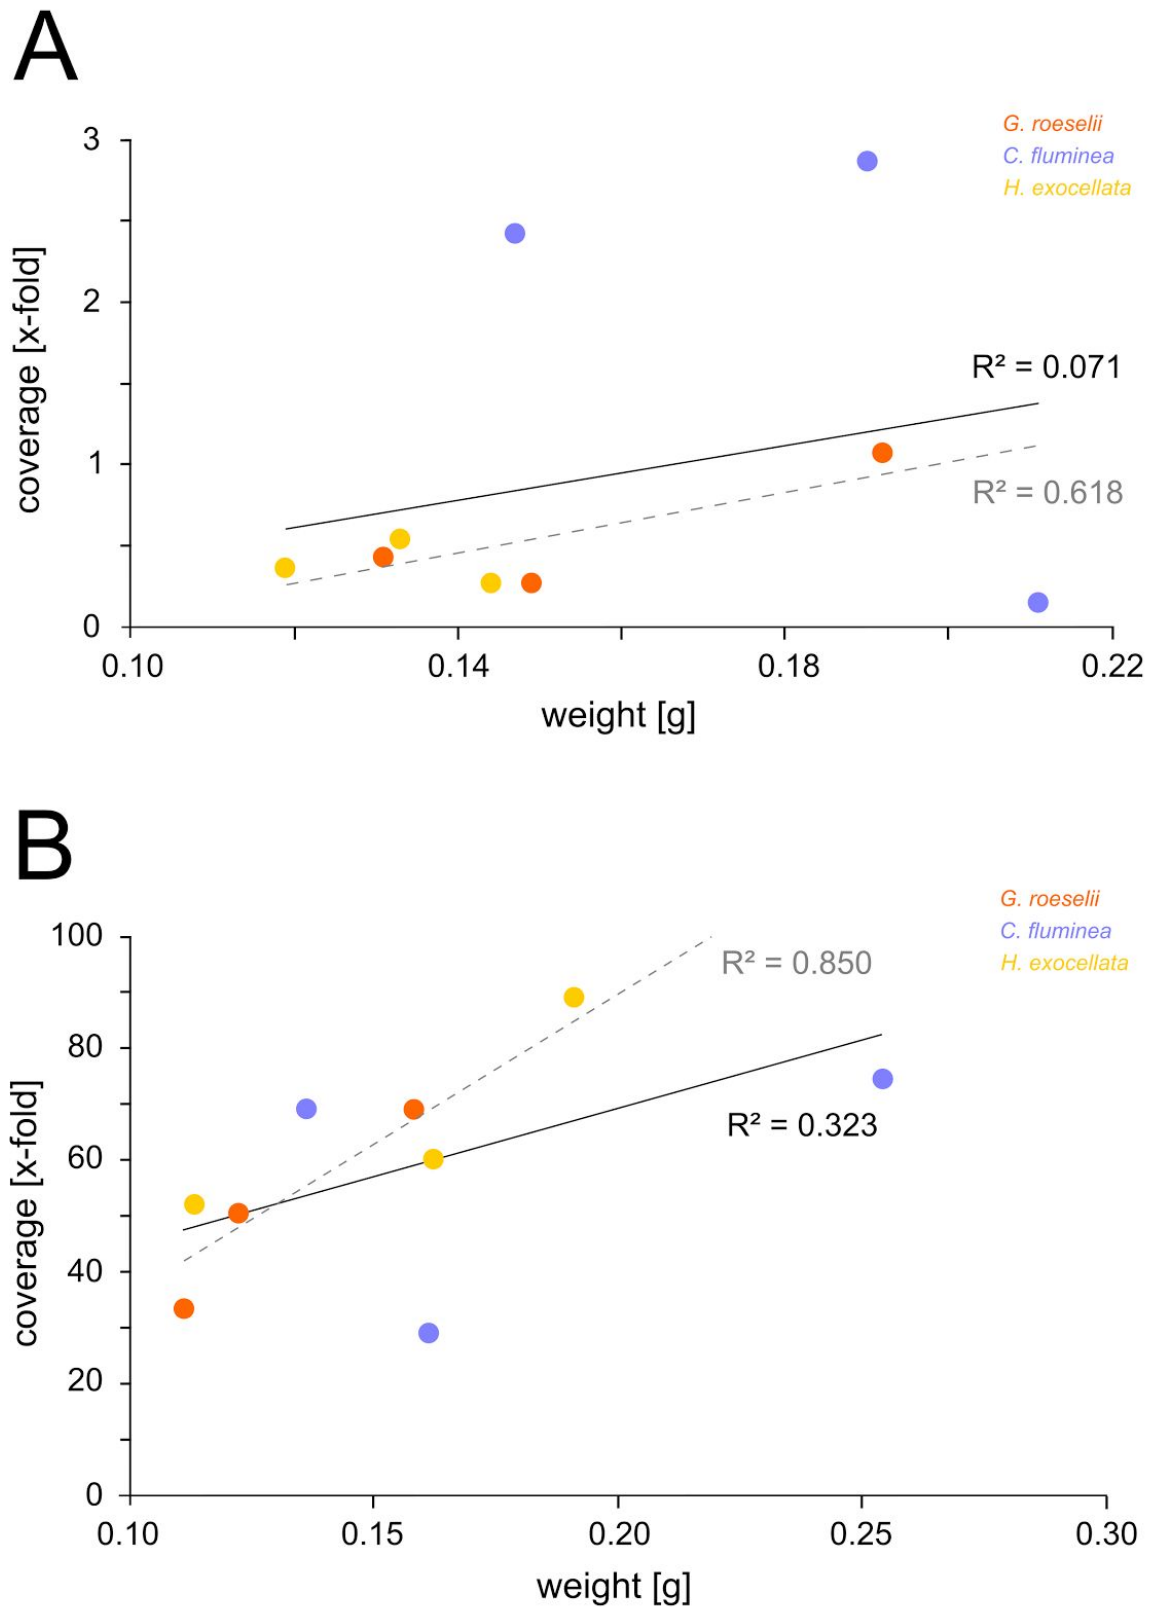 A
G. roeselii
C. fluminea
H. exocellata
3
2
1
0
coverage [x-fold]
R² = 0.071
R² = 0.618
0.10
0.14
0.18
0.22
weight [g]
B
G. roeselii
C. fluminea
H. exocellata
100
80
60
40
20
0
coverage [x-fold]
R² = 0.850
R² = 0.323
0.10
0.15
0.20
0.25
0.30
weight [g]